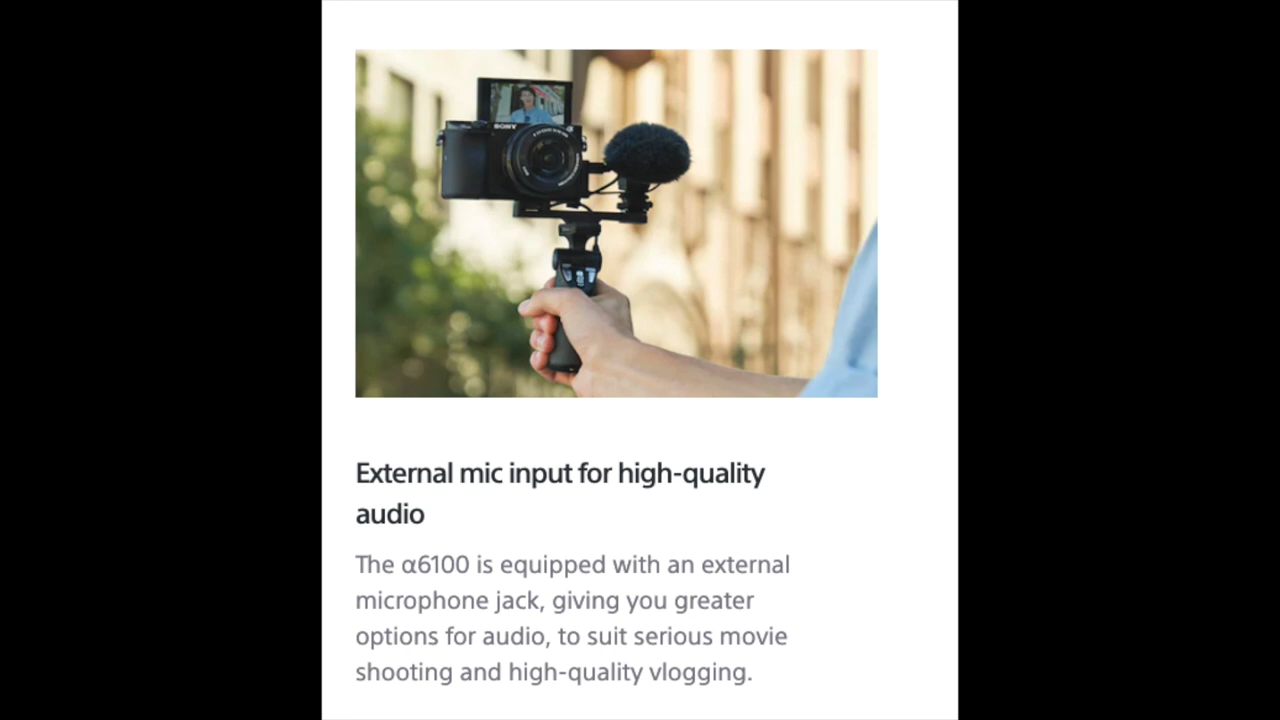 SONY
External mic input for high-quality
audio
The α6100 is equipped with an external
microphone jack, giving you greater
options for audio, to suit serious movie
shooting and high-quality vlogging.